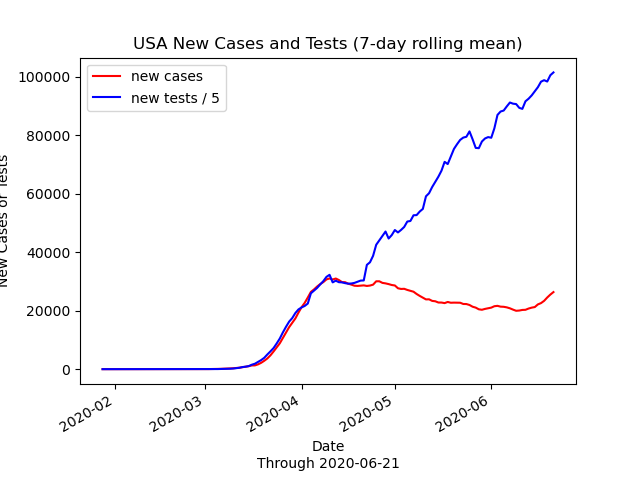 USA New Cases and Tests (7-day rolling mean)
new cases
new tests / 5
100000
80000
60000
40000
20000
0
New Cases or Tests
2020-02
2020-03
2020-04
2020-05
2020-06
Date
Through 2020-06-21